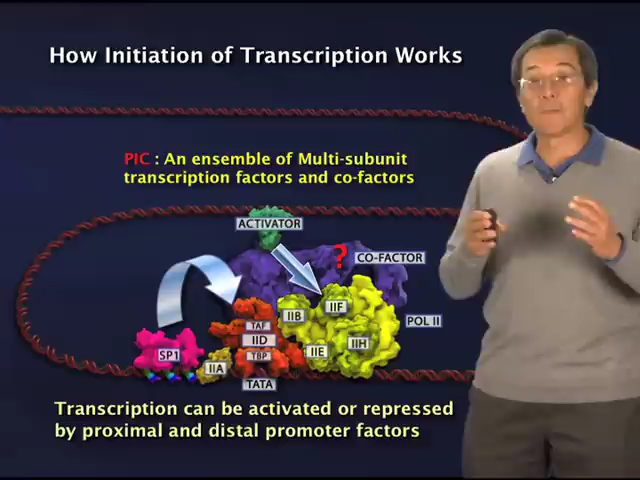 How Initiation of Transcription Works
PIC : An ensemble of Multi-subunit
transcription factors and co-factors
ACTIVATOR
?
CO-FACTOR
IIF
IIB
TAF
POL II
IID
IIH
IIE
SP1
TBP
IIA
TATA
Transcription can be activated or repressed
by proximal and distal promoter factors